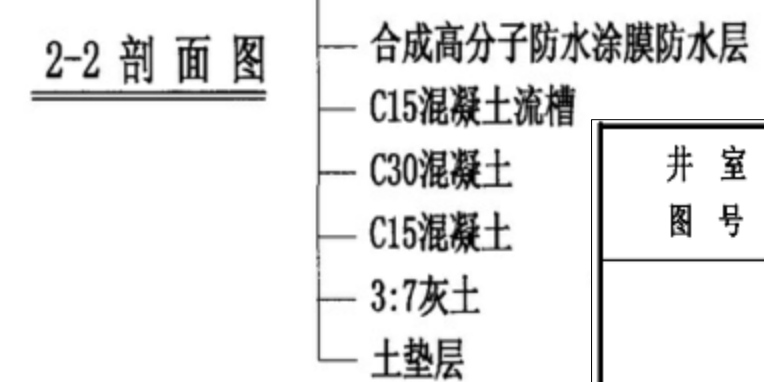 2-2 剖面图
合成高分子防水涂膜防水层
C15混凝土流槽
C30混凝土
C15混凝土
3:7灰土
土垫层
井室
图号